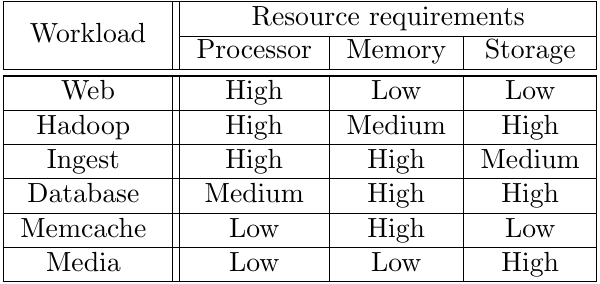 Workload Resource requirements
Processor Memory Storage
Web High Low Low
Hadoop High Medium High
Ingest High High Medium
Database Medium High High
Memcache Low High Low
Media Low Low High